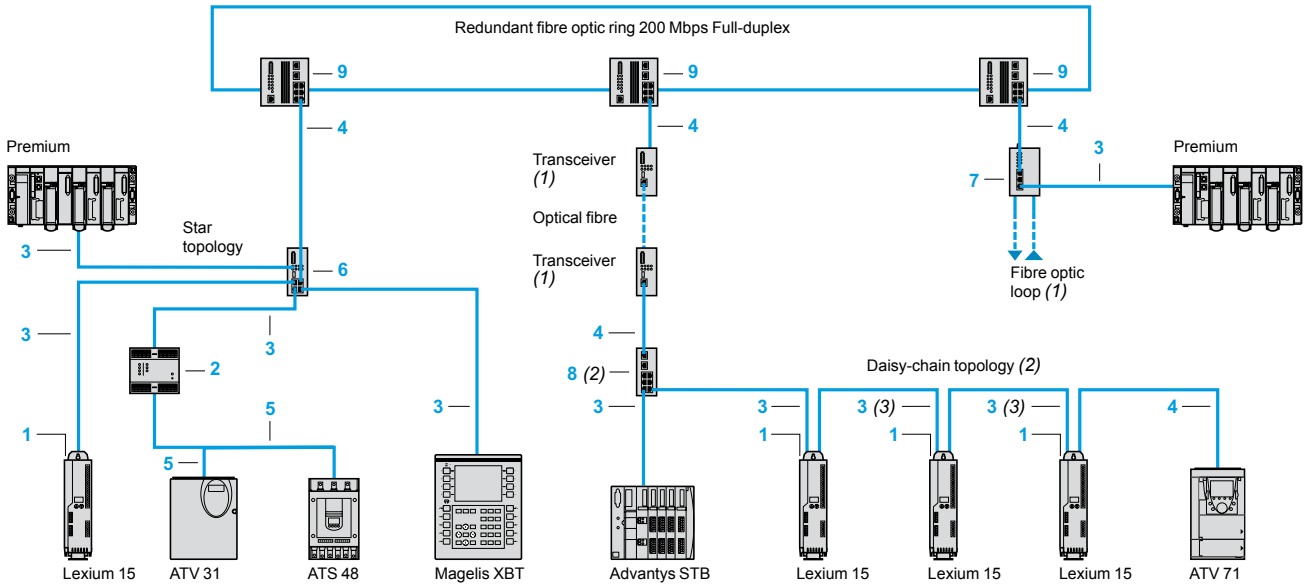 Redundant fibre optic ring 200 Mbps Full-duplex
9
9
9
4
4
4
Premium
Transceiver
(1)
7
3
Premium
Star
topology
Optical fibre
3
6
Transceiver
(1)
Fibre optic
loop (1)
3
3
4
2
8 (2)
Daisy-chain topology (2)
5
3
3
3
3 (3)
3 (3)
4
1
5
1
1
1
Lexium 15
ATV 31
ATS 48
Magelis XBT
Advantys STB
Lexium 15
Lexium 15
Lexium 15
ATV 71